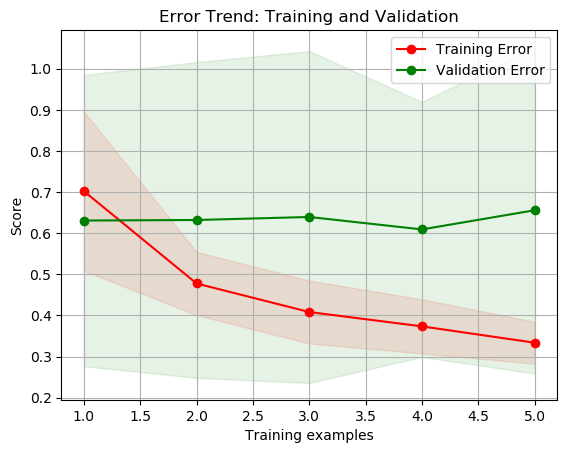 Error Trend: Training and Validation
Training Error
Validation Error
Score
1.0
0.9
0.8
0.7
0.6
0.5
0.4
0.3
0.2
1.0 1.5 2.0 2.5 3.0 3.5 4.0 4.5 5.0
Training examples